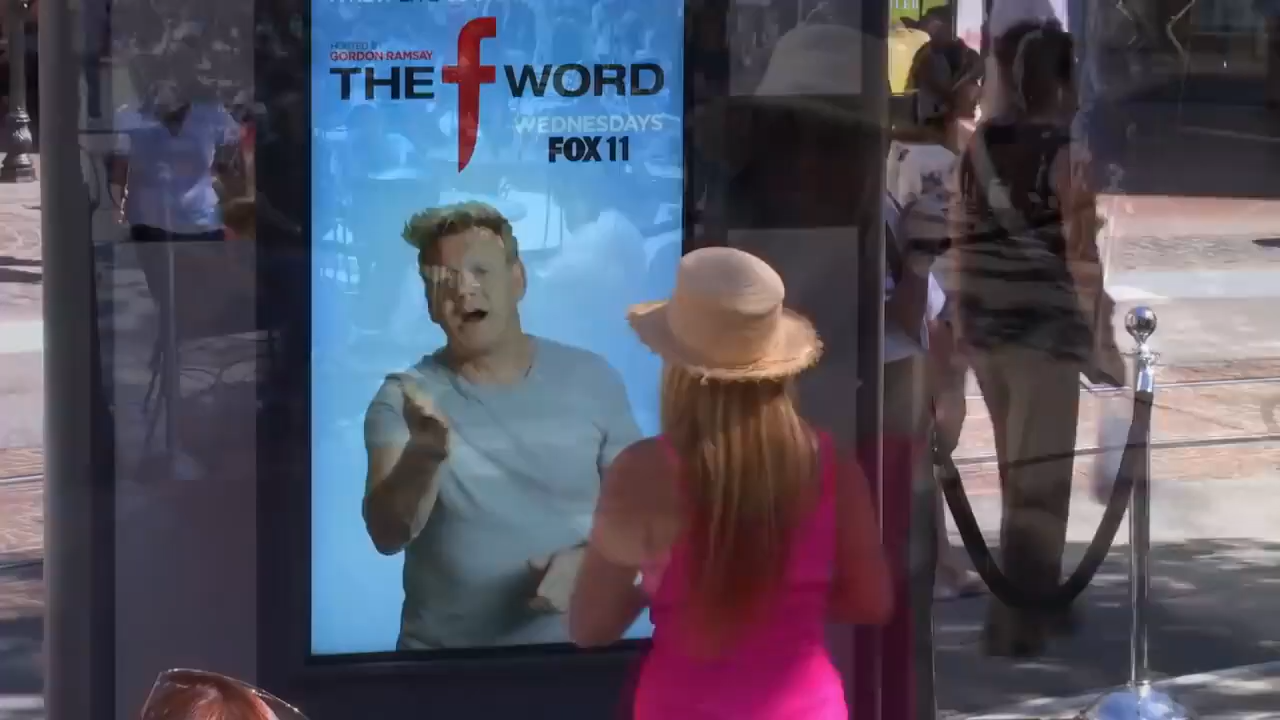 HOSTED BY
GORDON RAMSAY
THE f WORD
WEDNESDAYS
FOX 11